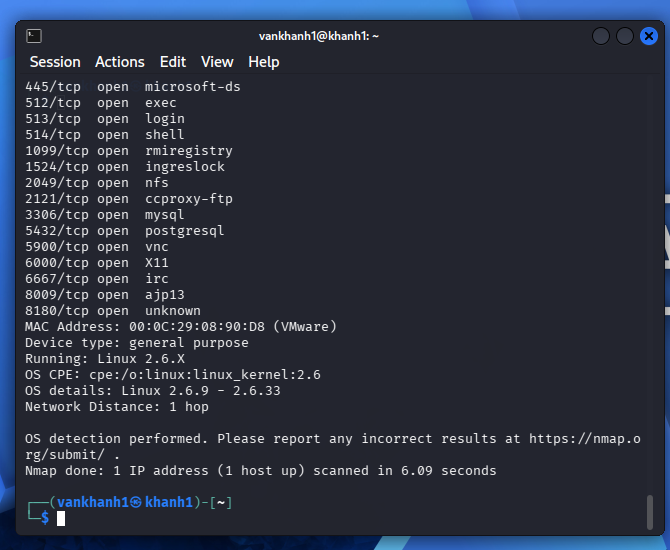 vankhanh1@khanh1: ~
Session Actions Edit View Help
445/tcp open microsoft-ds
512/tcp open exec
513/tcp open login
514/tcp open shell
1099/tcp open rmiregistry
1524/tcp open ingreslock
2049/tcp open nfs
2121/tcp open ccproxy-ftp
3306/tcp open mysql
5432/tcp open postgresql
5900/tcp open vnc
6000/tcp open X11
6667/tcp open irc
8009/tcp open ajp13
8180/tcp open unknown
MAC Address: 00:0C:29:08:90:D8 (VMware)
Device type: general purpose
Running: Linux 2.6.X
OS CPE: cpe:/o:linux:linux_kernel:2.6
OS details: Linux 2.6.9 - 2.6.33
Network Distance: 1 hop
OS detection performed. Please report any incorrect results at https://nmap.o
rg/submit/ .
Nmap done: 1 IP address (1 host up) scanned in 6.09 seconds
┌──(vankhanh1㉿khanh1)-[~]
└─$